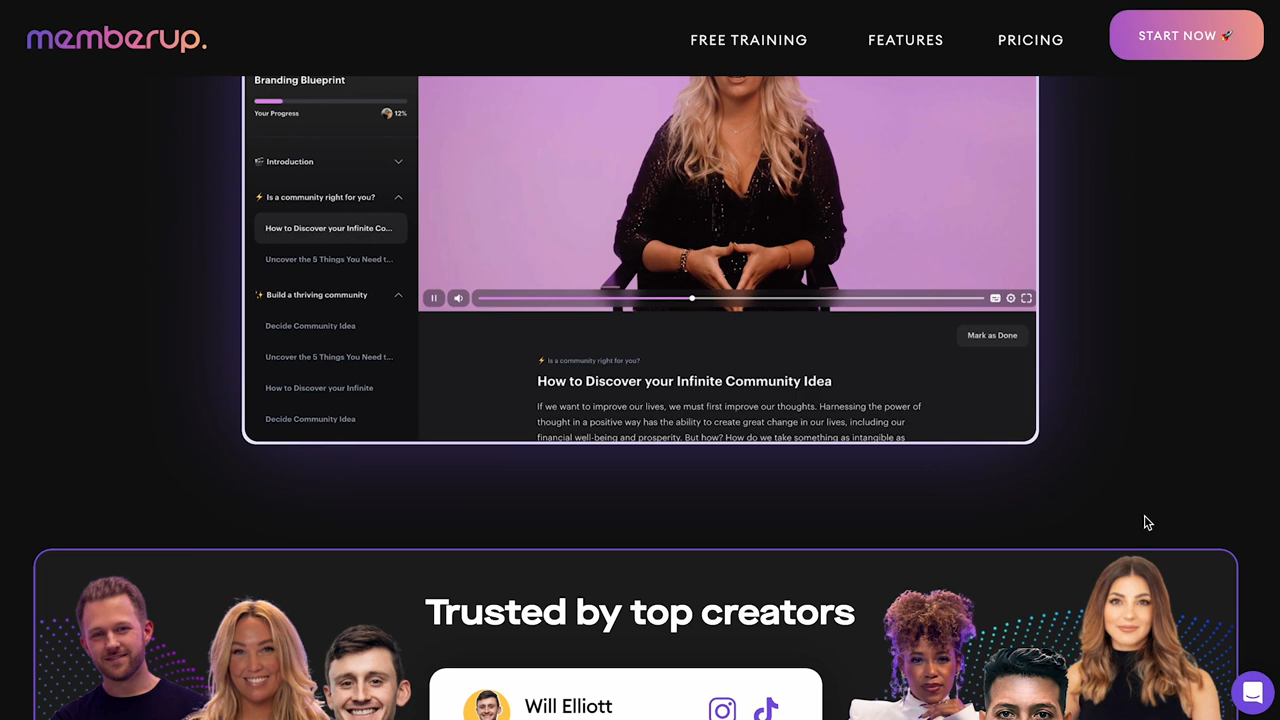 memberup.
FREE TRAINING
FEATURES
PRICING
START NOW 🚀
Branding Blueprint
Your Progress
12%
🎬 Introduction
⚡ Is a community right for you?
How to Discover your Infinite Co...
Uncover the 5 Things You Need t...
✨ Build a thriving community
Decide Community Idea
Uncover the 5 Things You Need t...
How to Discover your Infinite
Decide Community Idea
Mark as Done
⚡ Is a community right for you?
How to Discover your Infinite Community Idea
If we want to improve our lives, we must first improve our thoughts. Harnessing the power of
thought in a positive way has the ability to create great change in our lives, including our
financial well-being and prosperity. But how? How do we take something as intangible as
Trusted by top creators
Will Elliott